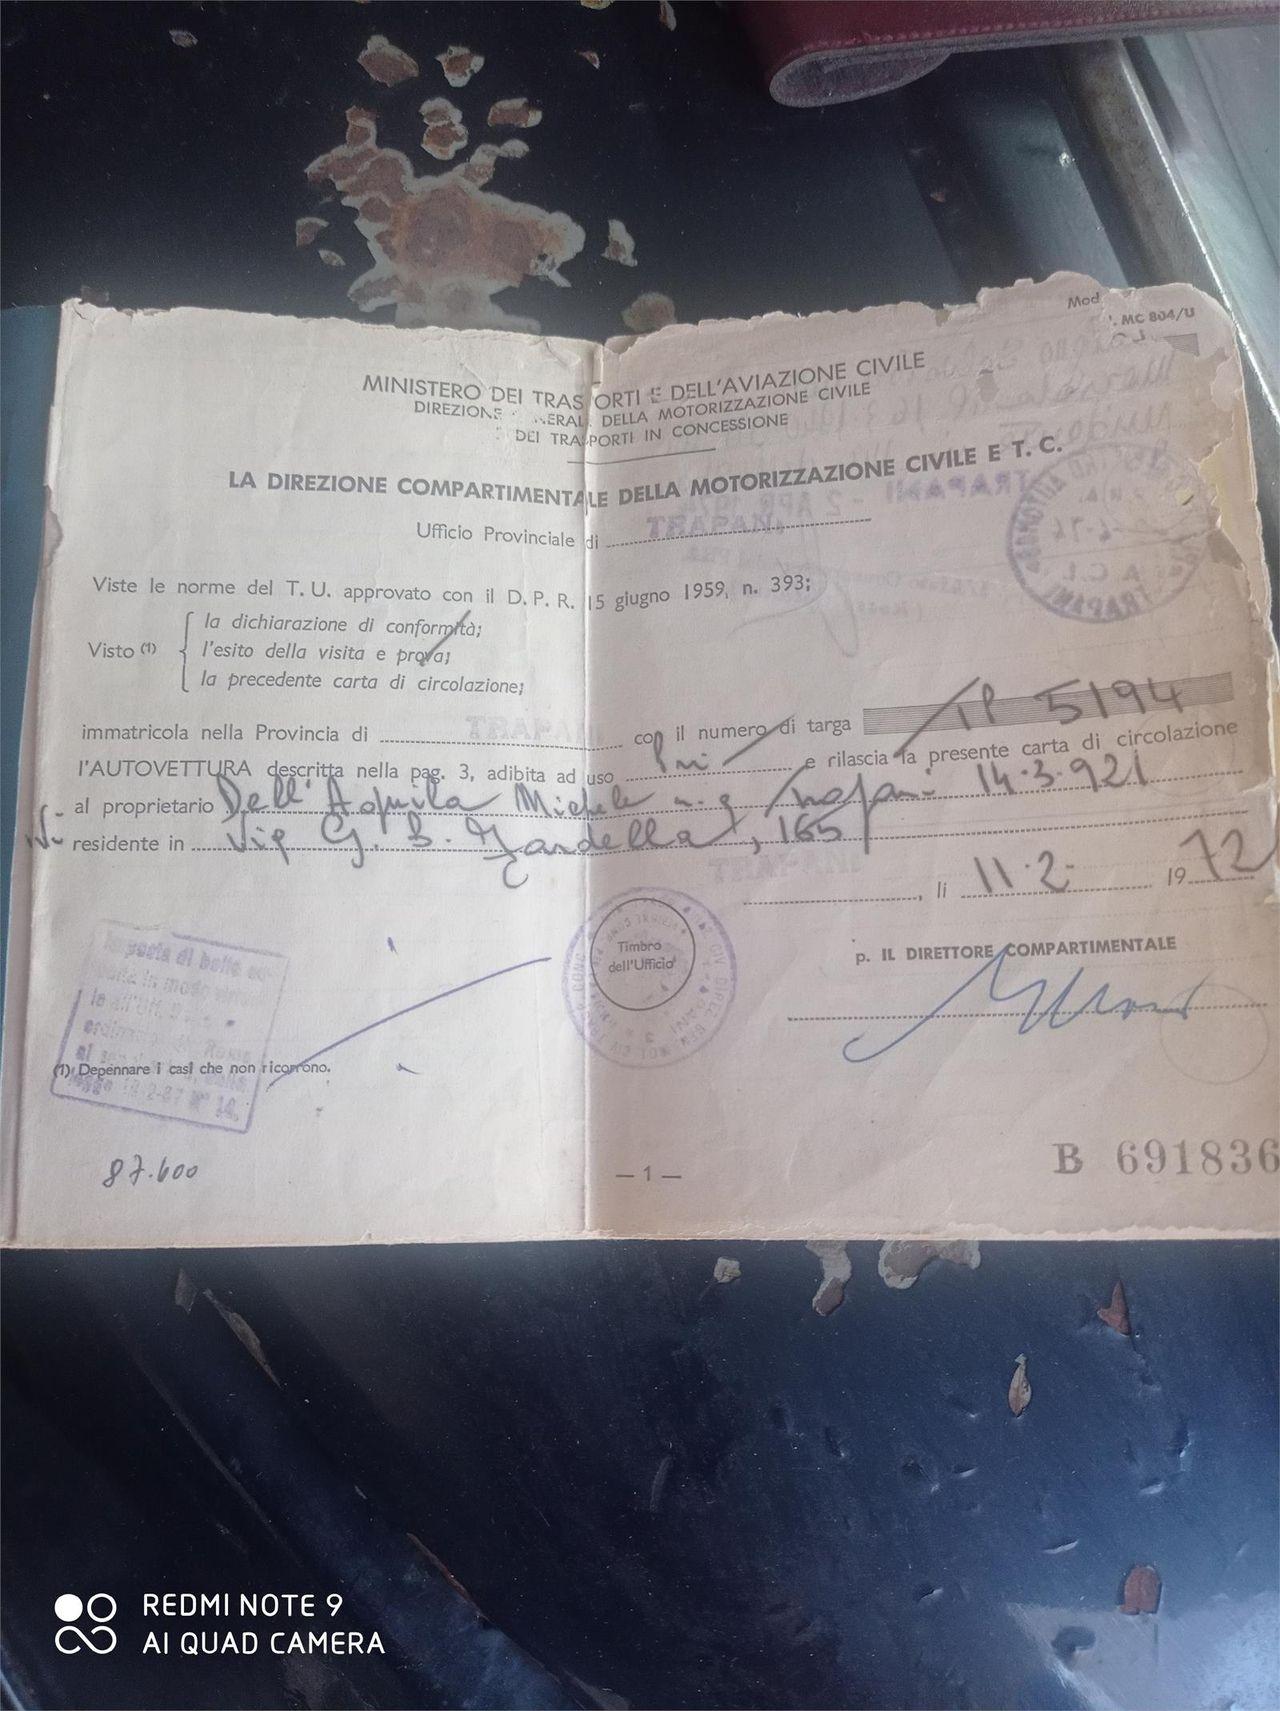 Mod. MC 804/U
MINISTERO DEI TRASPORTI E DELL'AVIAZIONE CIVILE
DIREZIONE GENERALE DELLA MOTORIZZAZIONE CIVILE
DEI TRASPORTI IN CONCESSIONE
LA DIREZIONE COMPARTIMENTALE DELLA MOTORIZZAZIONE CIVILE E T. C.
Ufficio Provinciale di TRAPANI
Viste le norme del T. U. approvato con il D. P. R. 15 giugno 1959, n. 393;
la dichiarazione di conformità;
Visto (1) l'esito della visita e prova;
la precedente carta di circolazione;
immatricola nella Provincia di TRAPANI con il numero di targa TP 5194
l'AUTOVETTURA descritta nella pag. 3, adibita ad uso Pri e rilascia la presente carta di circolazione
al proprietario Dell'Aquila Michele n. a Trapani 14.3.921
residente in Via G. B. Fardella, 165
TRAPANI, li 11.2. 1972
Timbro
dell'Ufficio
p. IL DIRETTORE COMPARTIMENTALE
(1) Depennare i casi che non ricorrono.
87.600
— 1 —
B 691836
REDMI NOTE 9
AI QUAD CAMERA